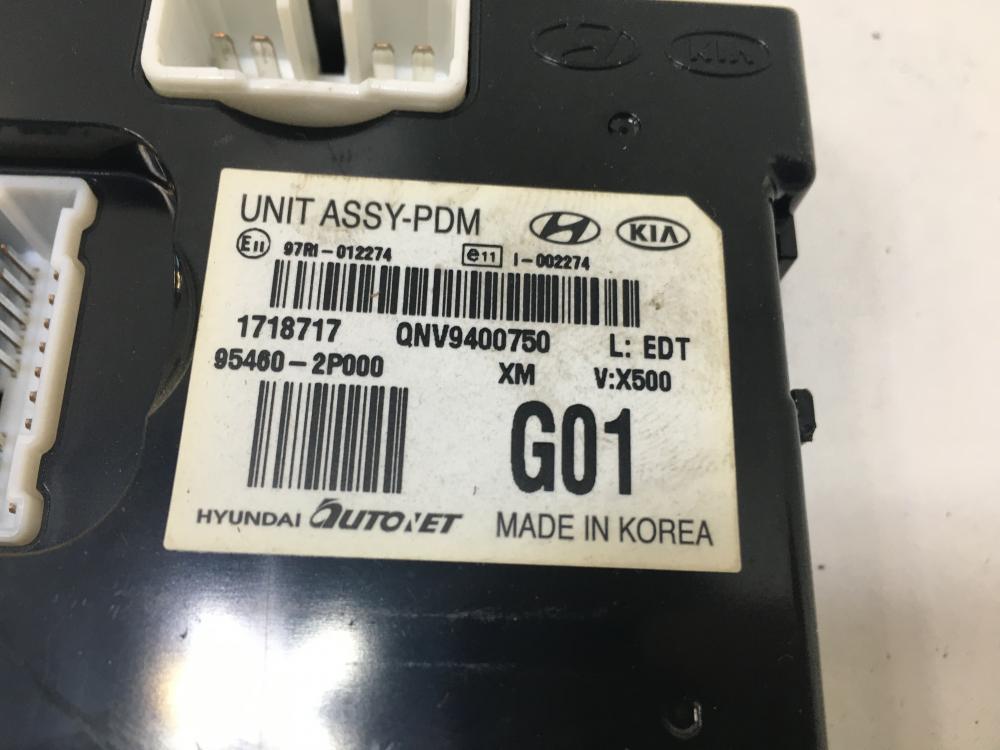 KIA
UNIT ASSY-PDM KIA
E11 97RI-012274 e11 I-002274
1718717 QNV9400750 L: EDT
95460-2P000 XM V:X500
G01
HYUNDAI AUTONET MADE IN KOREA